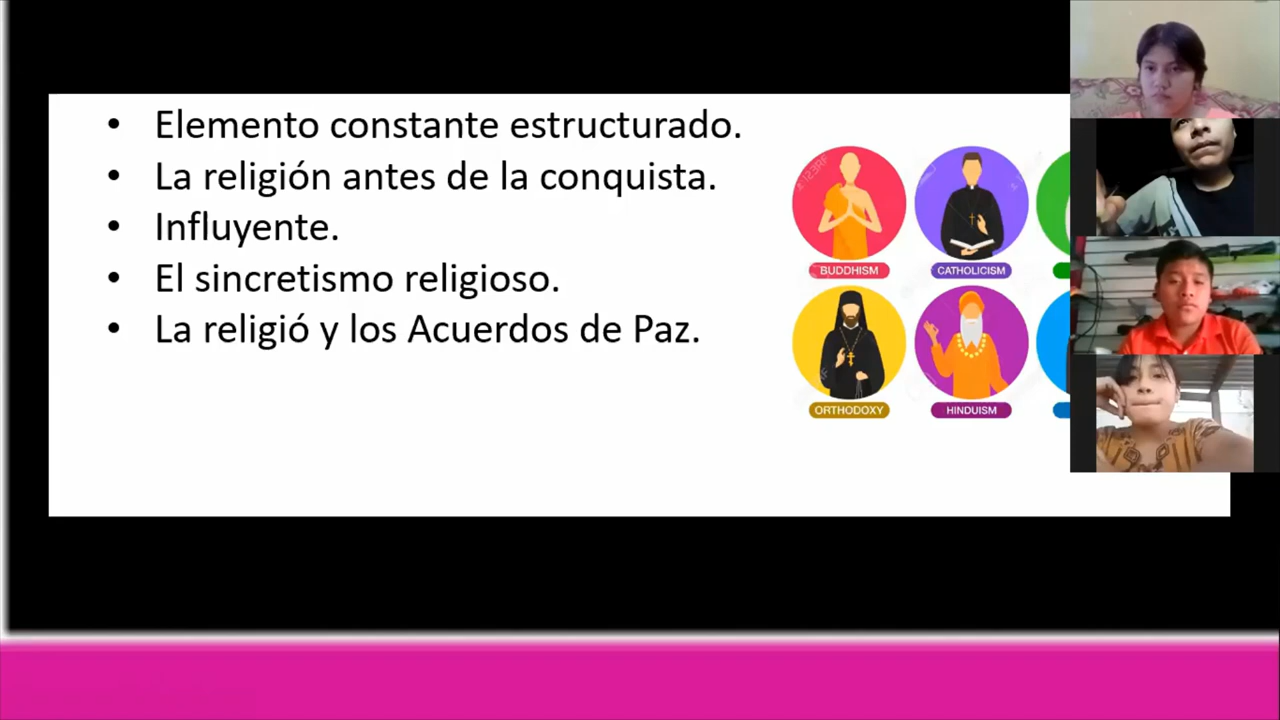 • Elemento constante estructurado.
• La religión antes de la conquista.
• Influyente.
• El sincretismo religioso.
• La religió y los Acuerdos de Paz.
BUDDHISM
CATHOLICISM
ORTHODOXY
HINDUISM